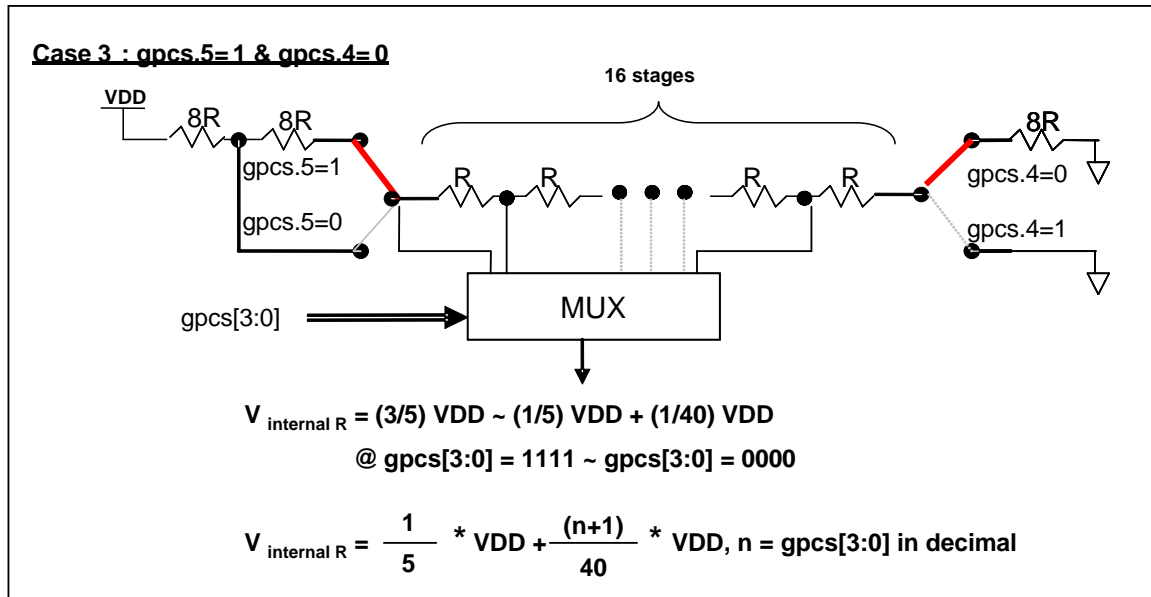 Case 3 : gpcs.5= 1 & gpcs.4= 0
16 stages
VDD
8R
8R
8R
gpcs.5=1
gpcs.4=0
R
R
R
R
gpcs.5=0
gpcs.4=1
gpcs[3:0]
MUX
V internal R = (3/5) VDD ~ (1/5) VDD + (1/40) VDD
@ gpcs[3:0] = 1111 ~ gpcs[3:0] = 0000
V internal R = 1/5 * VDD + (n+1)/40 * VDD, n = gpcs[3:0] in decimal